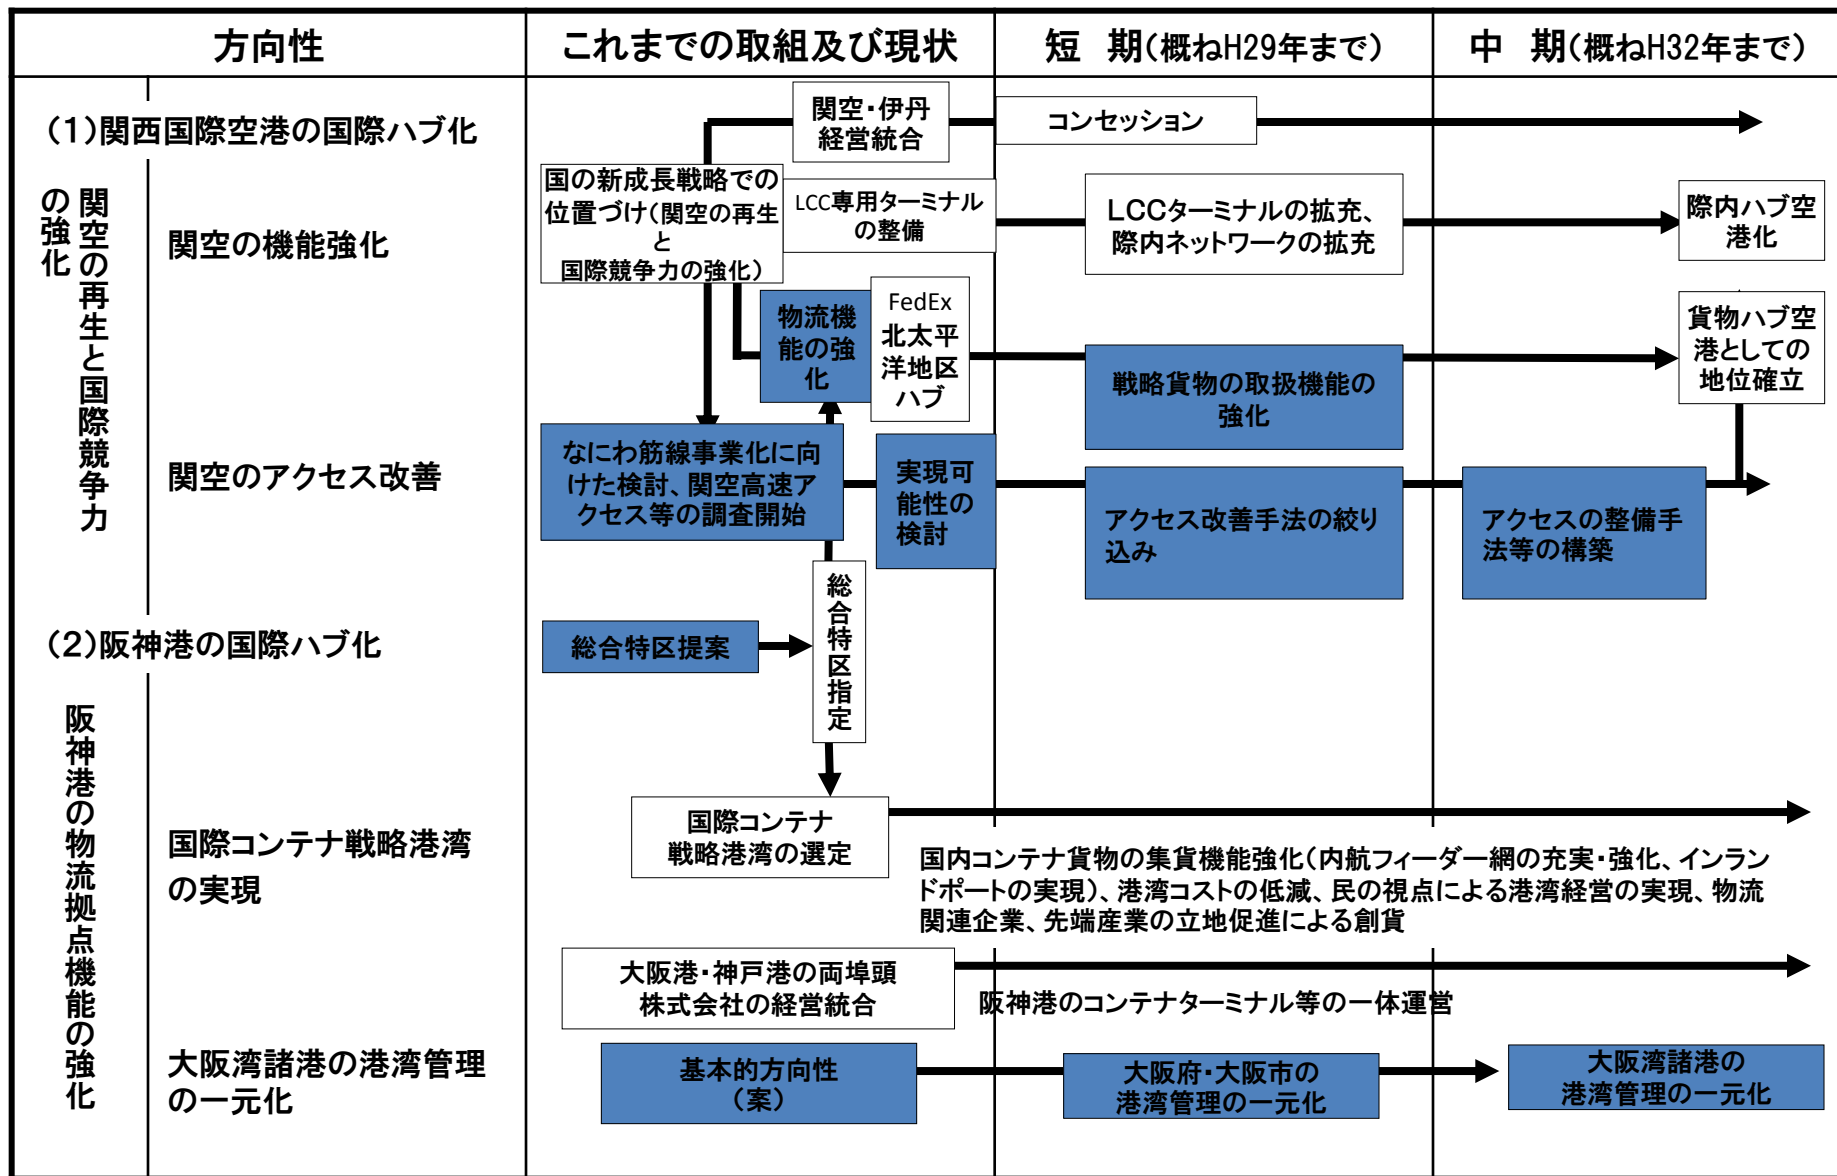 方向性
これまでの取組及び現状
短　期(概ねH29年まで)
中　期(概ねH32年まで)
(1)関西国際空港の国際ハブ化
関空・伊丹
経営統合
コンセッション
関空の再生と国際競争力
の強化
関空の機能強化
国の新成長戦略での
位置づけ(関空の再生
と
国際競争力の強化)
LCC専用ターミナル
の整備
LCCターミナルの拡充、
際内ネットワークの拡充
際内ハブ空
港化
物流機
能の強
化
FedEx
北太平
洋地区
ハブ
戦略貨物の取扱機能の
強化
貨物ハブ空
港としての
地位確立
関空のアクセス改善
なにわ筋線事業化に向
けた検討、関空高速ア
クセス等の調査開始
実現可
能性の
検討
アクセス改善手法の絞り
込み
アクセスの整備手
法等の構築
(2)阪神港の国際ハブ化
総合特区提案
総合特区指定
阪神港の物流拠点機能の強化
国際コンテナ戦略港湾
の実現
国際コンテナ
戦略港湾の選定
国内コンテナ貨物の集貨機能強化(内航フィーダー網の充実・強化、インラン
ドポートの実現)、港湾コストの低減、民の視点による港湾経営の実現、物流
関連企業、先端産業の立地促進による創貨
大阪港・神戸港の両埠頭
株式会社の経営統合
阪神港のコンテナターミナル等の一体運営
大阪湾諸港の港湾管理
の一元化
基本的方向性
(案)
大阪府・大阪市の
港湾管理の一元化
大阪湾諸港の
港湾管理の一元化